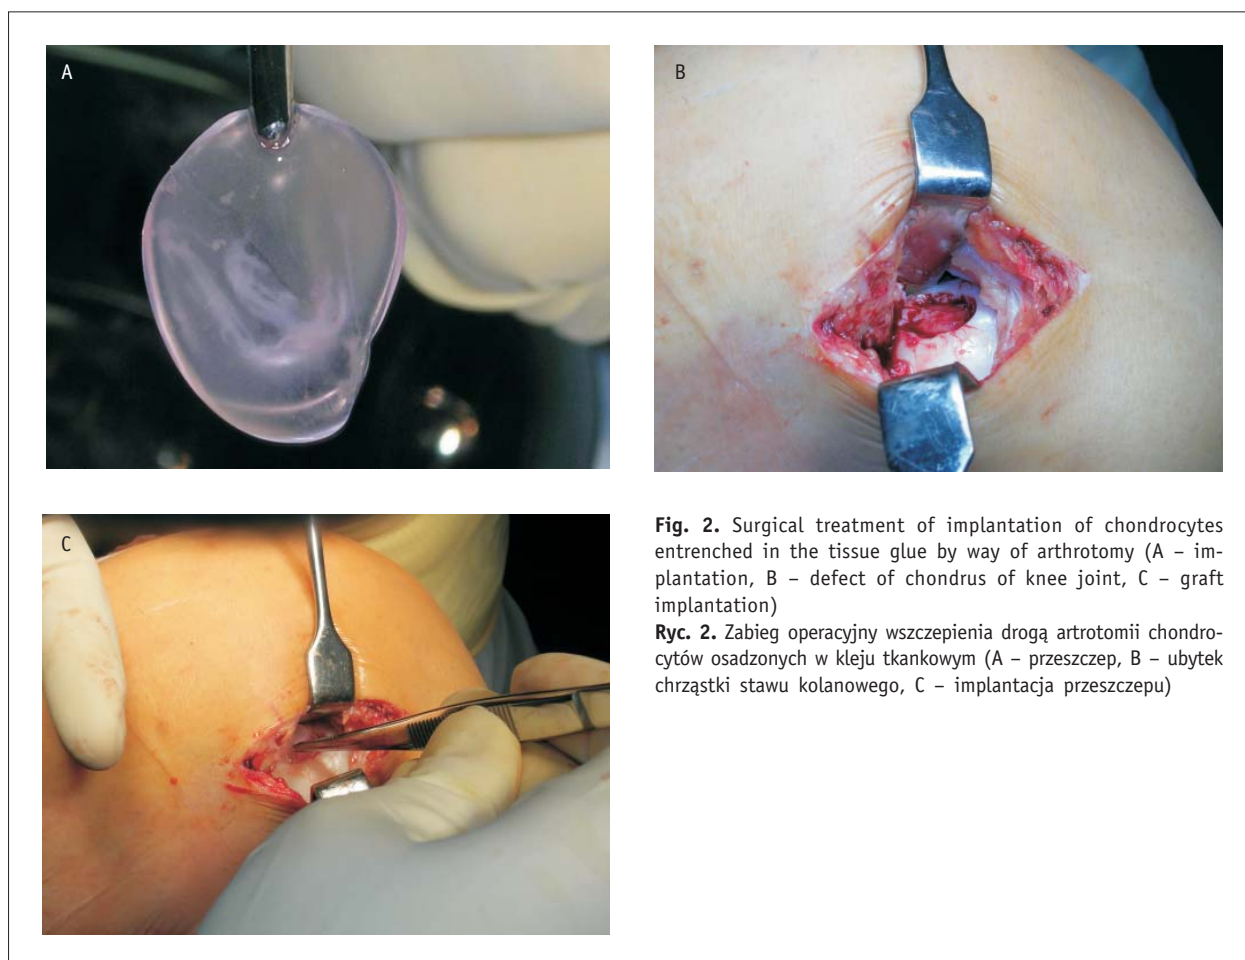 A
B
C
Fig. 2. Surgical treatment of implantation of chondrocytes
entrenched in the tissue glue by way of arthrotomy (A – im-
plantation, B – defect of chondrus of knee joint, C – graft
implantation)
Ryc. 2. Zabieg operacyjny wszczepienia drogą artrotomii chondro-
cytów osadzonych w kleju tkankowym (A – przeszczep, B – ubytek
chrząstki stawu kolanowego, C – implantacja przeszczepu)